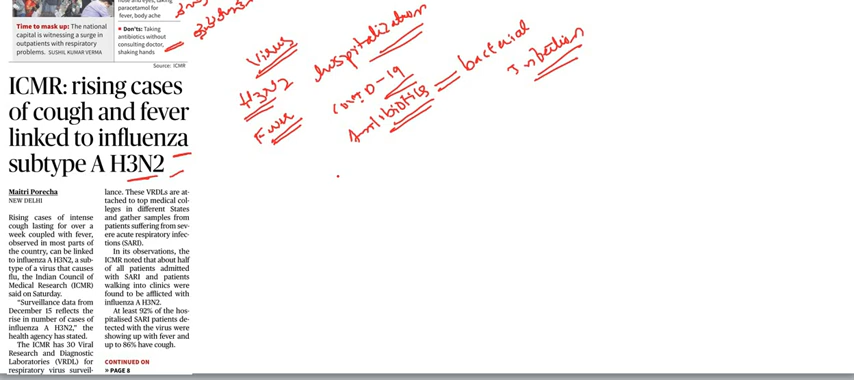 nose and eyes, taking
paracetamol for
fever, body ache
Time to mask up: The national
capital is witnessing a surge in
outpatients with respiratory
problems. SUSHIL KUMAR VERMA
• Don'ts: Taking
antibiotics without
consulting doctor,
shaking hands
Source: ICMR
ICMR: rising cases
of cough and fever
linked to influenza
subtype A H3N2
Maitri Porecha
NEW DELHI
Rising cases of intense
cough lasting for over a
week coupled with fever,
observed in most parts of
the country, can be linked
to influenza A H3N2, a sub-
type of a virus that causes
flu, the Indian Council of
Medical Research (ICMR)
said on Saturday.
"Surveillance data from
December 15 reflects the
rise in number of cases of
influenza A H3N2," the
health agency has stated.
The ICMR has 30 Viral
Research and Diagnostic
Laboratories (VRDL) for
respiratory virus surveil-
lance. These VRDLs are at-
tached to top medical col-
leges in different States
and gather samples from
patients suffering from sev-
ere acute respiratory infec-
tions (SARI).
In its observations, the
ICMR noted that about half
of all patients admitted
with SARI and patients
walking into clinics were
found to be afflicted with
influenza A H3N2.
At least 92% of the hos-
pitalised SARI patients de-
tected with the virus were
showing up with fever and
up to 86% have cough.
CONTINUED ON
» PAGE 8
Virus
H3N2
Fever
hospitalization
COVID-19
Antibiotics = bacterial
Infection